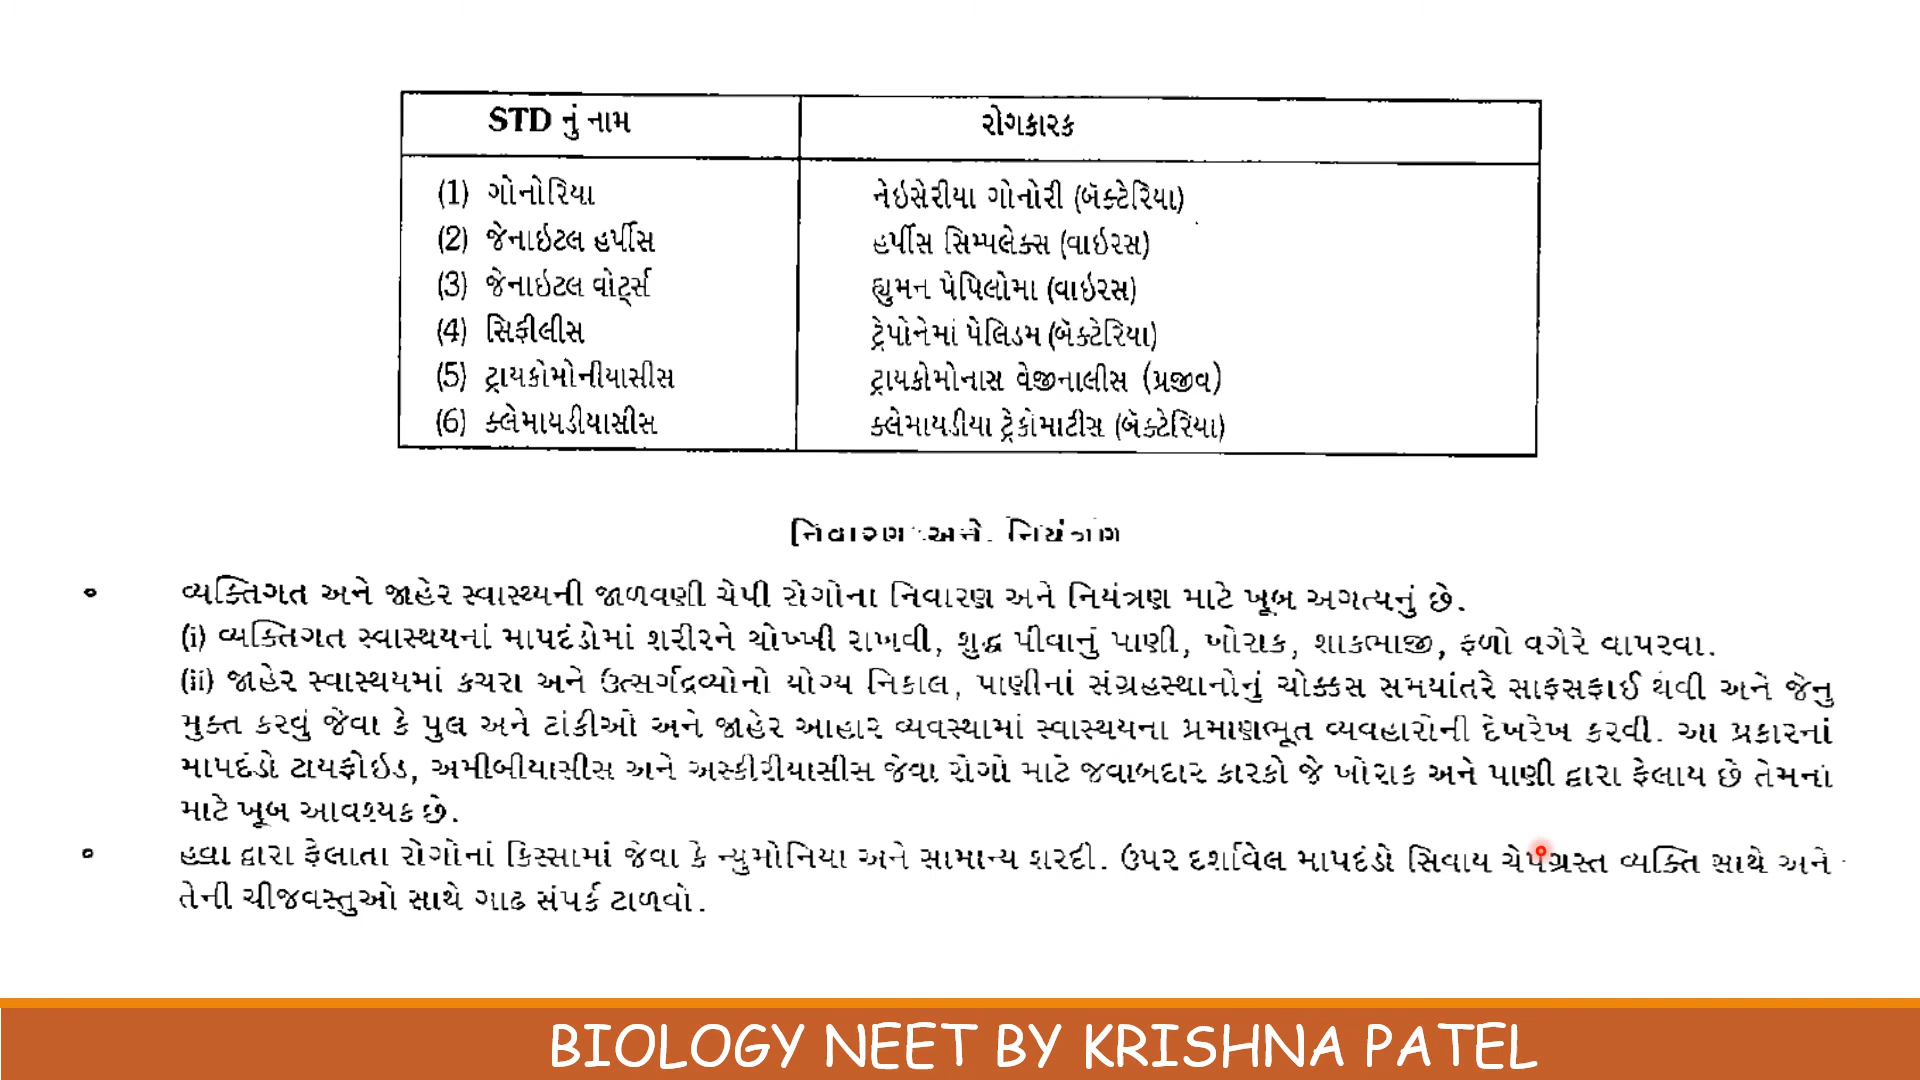 STD નું નામ રોગકારક
(1) ગોનોરિયા નેઇસેરીયા ગોનોરી (બૅક્ટેરિયા)
(2) જેનાઇટલ હર્પીસ હર્પીસ સિમ્પલેક્સ (વાઇરસ)
(3) જેનાઇટલ વોર્ટ્સ હ્યુમન પેપિલોમા (વાઇરસ)
(4) સિફીલીસ ટ્રેપોનેમાં પેલિડમ (બૅક્ટેરિયા)
(5) ટ્રાયકોમોનીયાસીસ ટ્રાયકોમોનાસ વેજીનાલીસ (પ્રજીવ)
(6) ક્લેમાયડીયાસીસ ક્લેમાયડીયા ટ્રેકોમાટીસ (બૅક્ટેરિયા)
નિવારણ અને નિયંત્રણ
• વ્યક્તિગત અને જાહેર સ્વાસ્થ્યની જાળવણી ચેપી રોગોના નિવારણ અને નિયંત્રણ માટે ખૂબ અગત્યનું છે.
(i) વ્યક્તિગત સ્વાસ્થયનાં માપદંડોમાં શરીરને ચોખ્ખી રાખવી, શુદ્ધ પીવાનું પાણી, ખોરાક, શાકભાજી, ફળો વગેરે વાપરવા.
(ii) જાહેર સ્વાસ્થયમાં કચરા અને ઉત્સર્ગદ્રવ્યોનો યોગ્ય નિકાલ, પાણીનાં સંગ્રહસ્થાનોનું ચોક્કસ સમયાંતરે સાફસફાઈ થવી અને જેનુ
મુક્ત કરવું જેવા કે પુલ અને ટાંકીઓ અને જાહેર આહાર વ્યવસ્થામાં સ્વાસ્થયના પ્રમાણભૂત વ્યવહારોની દેખરેખ કરવી. આ પ્રકારનાં
માપદંડો ટાયફોઇડ, અમીબીયાસીસ અને અસ્કીરીયાસીસ જેવા રોગો માટે જવાબદાર કારકો જે ખોરાક અને પાણી દ્વારા ફેલાય છે તેમનાં
માટે ખૂબ આવશ્યક છે.
• હવા દ્વારા ફેલાતા રોગોનાં કિસ્સામાં જેવા કે ન્યુમોનિયા અને સામાન્ય શરદી. ઉપર દર્શાવેલ માપદંડો સિવાય ચેપગ્રસ્ત વ્યક્તિ સાથે અને
તેની ચીજવસ્તુઓ સાથે ગાઢ સંપર્ક ટાળવો.
BIOLOGY NEET BY KRISHNA PATEL